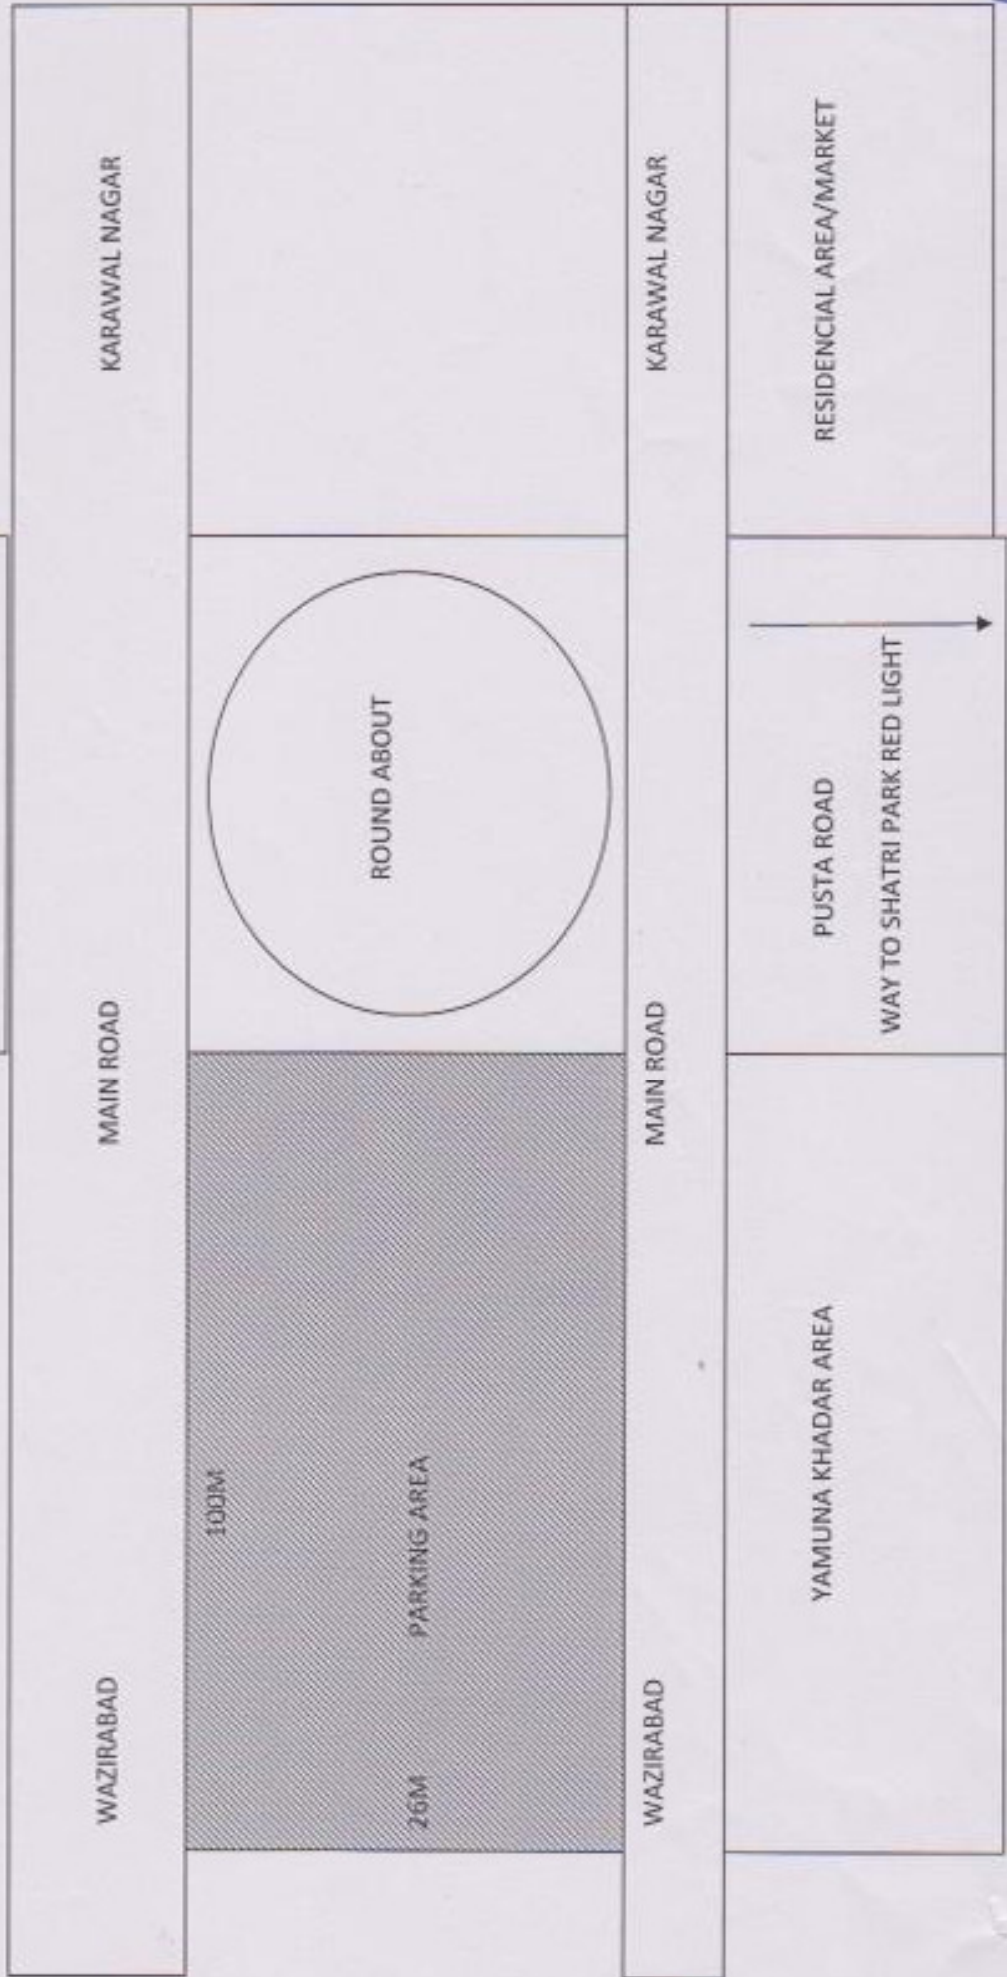 WAZIRABAD MAIN ROAD KARAWAL NAGAR
100M
ROUND ABOUT
26M PARKING AREA
WAZIRABAD MAIN ROAD KARAWAL NAGAR
YAMUNA KHADAR AREA
PUSTA ROAD
WAY TO SHATRI PARK RED LIGHT
RESIDENCIAL AREA/MARKET